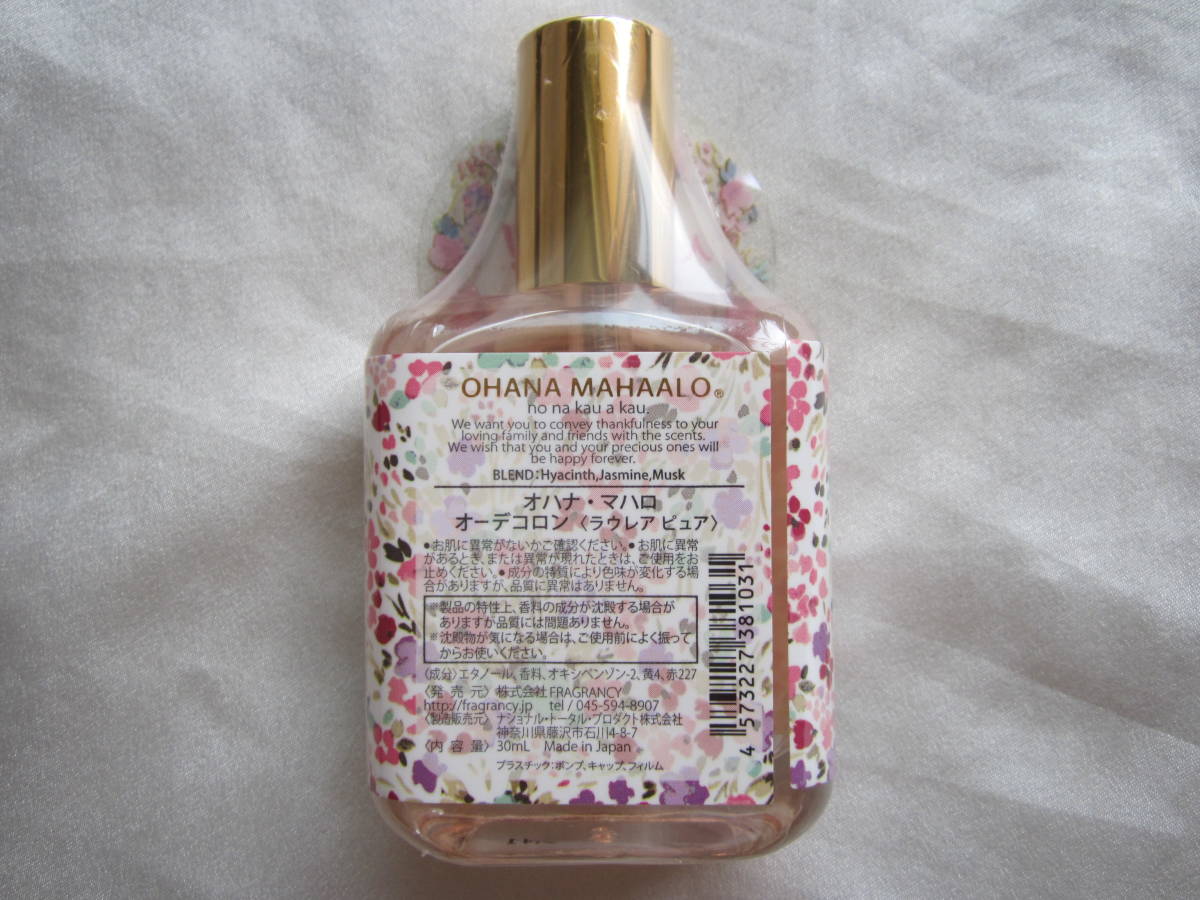 OHANA MAHAALO®
no na kau a kau.
We want you to convey thankfulness to your
loving family and friends with the scents.
We wish that you and your precious ones will
be happy forever.
BLEND:Hyacinth,Jasmine,Musk
オハナ・マハロ
オーデコロン〈ラウレア ピュア〉
●お肌に異常がないかご確認ください。●お肌に異常
があるとき、または異常が現れたときは、ご使用をお
止めください。●成分の特質により色味が変化する場
合がありますが、品質に異常はありません。
※製品の特性上、香料の成分が沈殿する場合が
ありますが品質には問題ありません。
※沈殿物が気になる場合は、ご使用前によく振って
からお使いください。
〈成分〉エタノール、香料、オキシベンゾン-2、黄4、赤227
〈発 売 元〉株式会社FRAGRANCY
http://fragrancy.jp tel / 045-594-8907
〈製造販売元〉ナショナル・トータル・プロダクト株式会社
神奈川県藤沢市石川4-8-7
〈内 容 量〉30mL Made in Japan
プラスチック:ポンプ、キャップ、フィルム
4 573227 381031